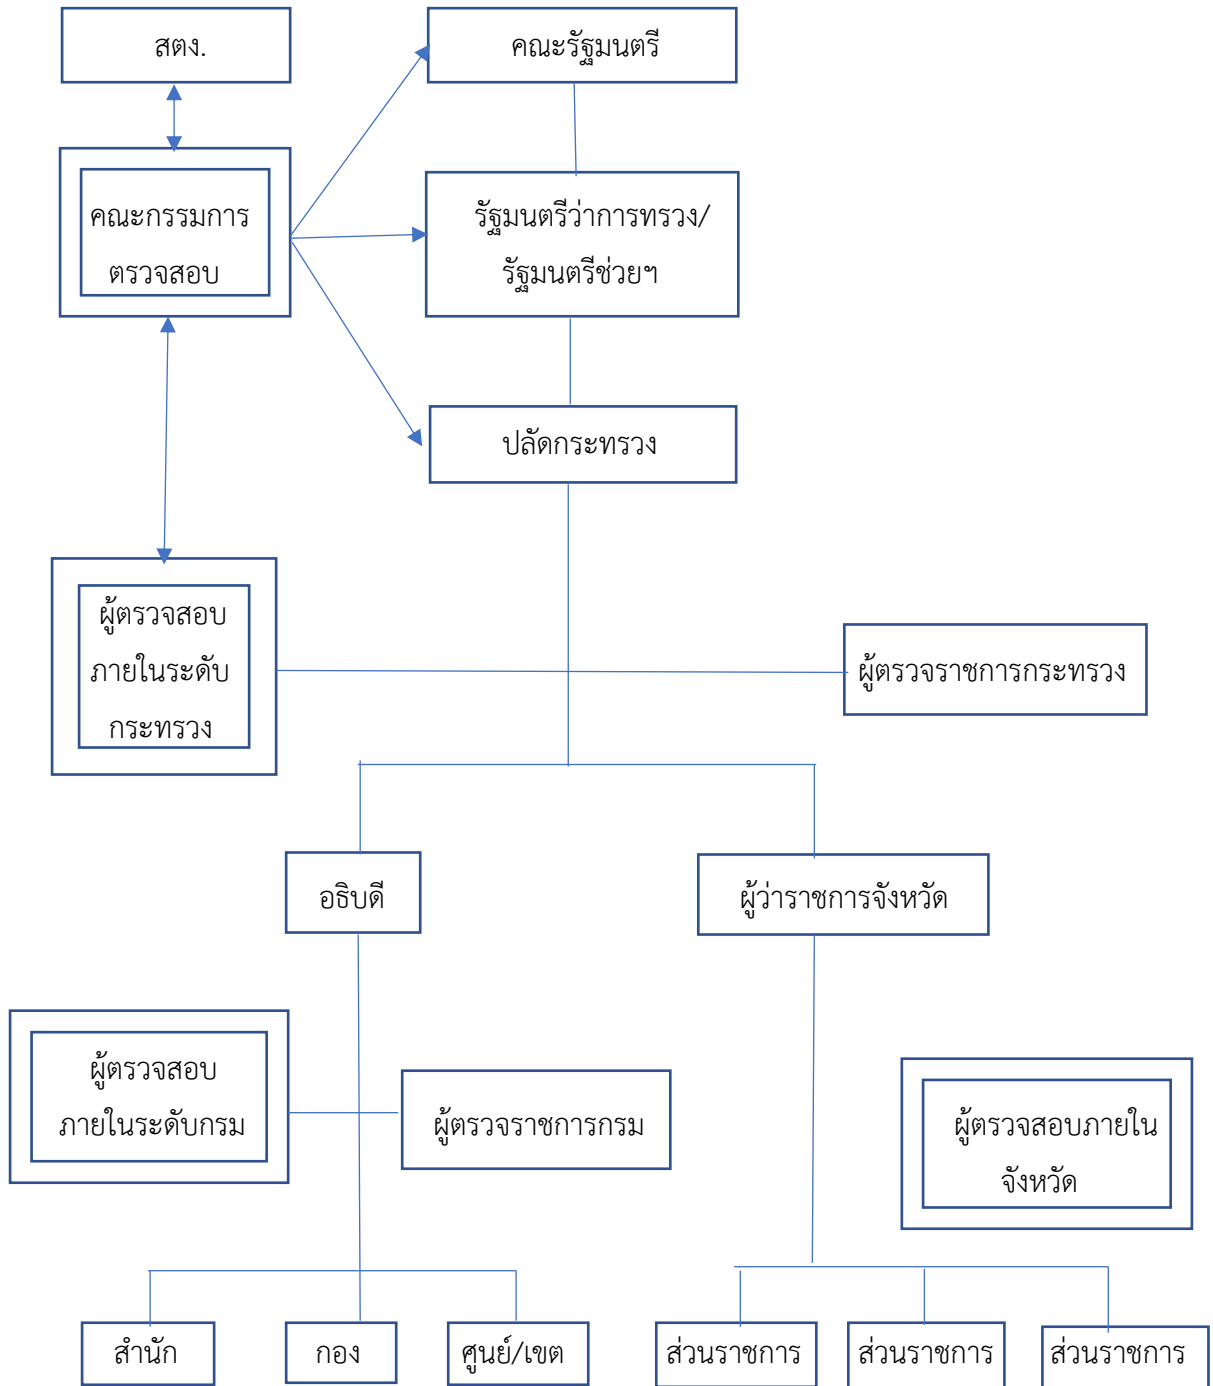 สตง.
คณะรัฐมนตรี
คณะกรรมการ
ตรวจสอบ
รัฐมนตรีว่าการทรวง/
รัฐมนตรีช่วยฯ
ปลัดกระทรวง
ผู้ตรวจสอบ
ภายในระดับ
กระทรวง
ผู้ตรวจราชการกระทรวง
อธิบดี
ผู้ว่าราชการจังหวัด
ผู้ตรวจสอบ
ภายในระดับกรม
ผู้ตรวจราชการกรม
ผู้ตรวจสอบภายใน
จังหวัด
สำนัก
กอง
ศูนย์/เขต
ส่วนราชการ
ส่วนราชการ
ส่วนราชการ